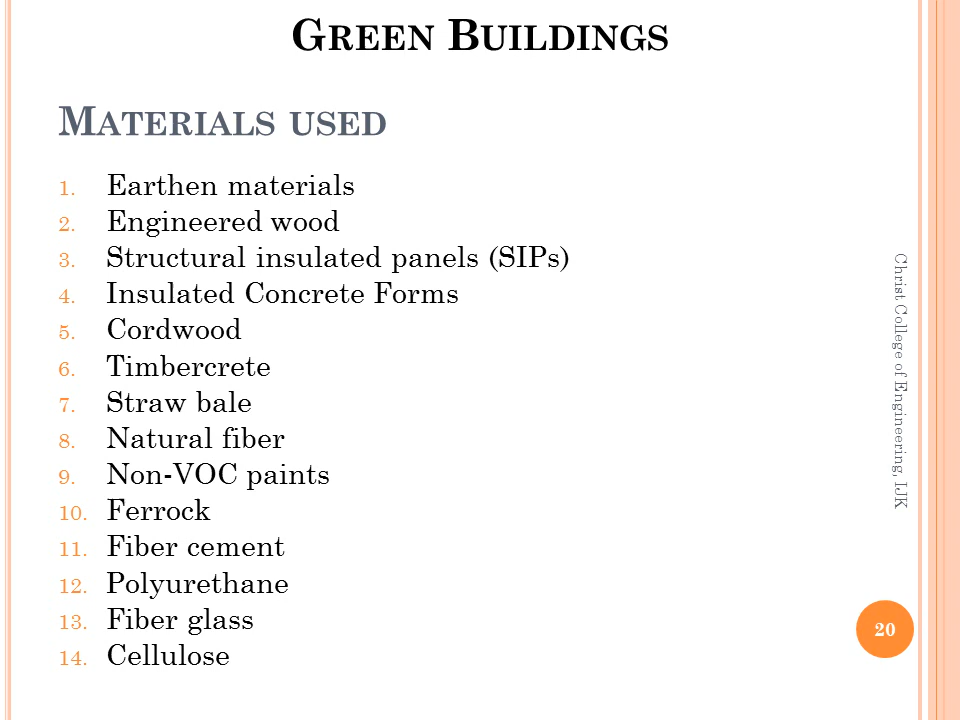 GREEN BUILDINGS
MATERIALS USED
1. Earthen materials
2. Engineered wood
3. Structural insulated panels (SIPs)
4. Insulated Concrete Forms
5. Cordwood
6. Timbercrete
7. Straw bale
8. Natural fiber
9. Non-VOC paints
10. Ferrock
11. Fiber cement
12. Polyurethane
13. Fiber glass
14. Cellulose
Christ College of Engineering, IJK
20